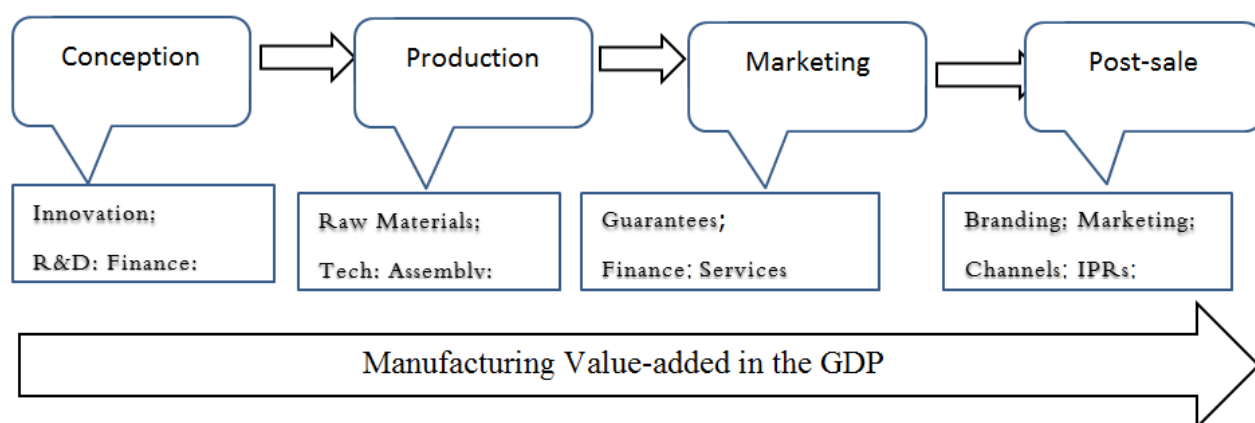 Conception
Production
Marketing
Post-sale
Innovation;
R&D; Finance;
Raw Materials;
Tech; Assembly;
Guarantees;
Finance; Services
Branding; Marketing;
Channels; IPRs;
Manufacturing Value-added in the GDP